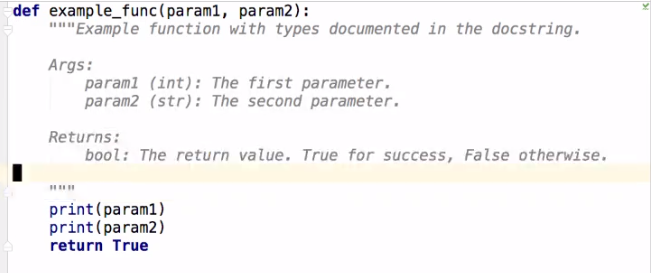 def example_func(param1, param2):
    """Example function with types documented in the docstring.
    Args:
        param1 (int): The first parameter.
        param2 (str): The second parameter.
    Returns:
        bool: The return value. True for success, False otherwise.
    """
    print(param1)
    print(param2)
    return True